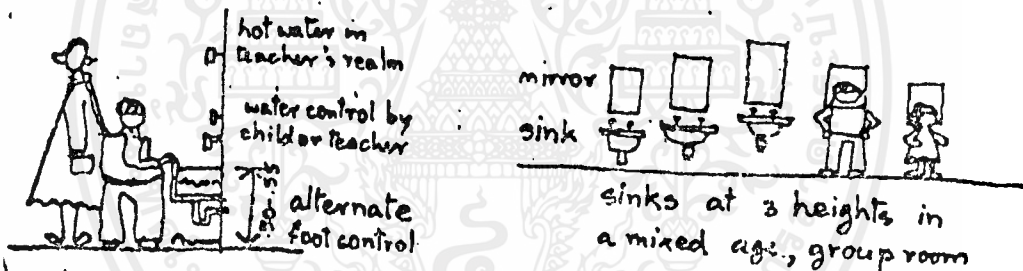 hot water in
teacher's realm
water control by
child or teacher
alternate
foot control
mirror
sink
sinks at 3 heights in
a mixed age, group room